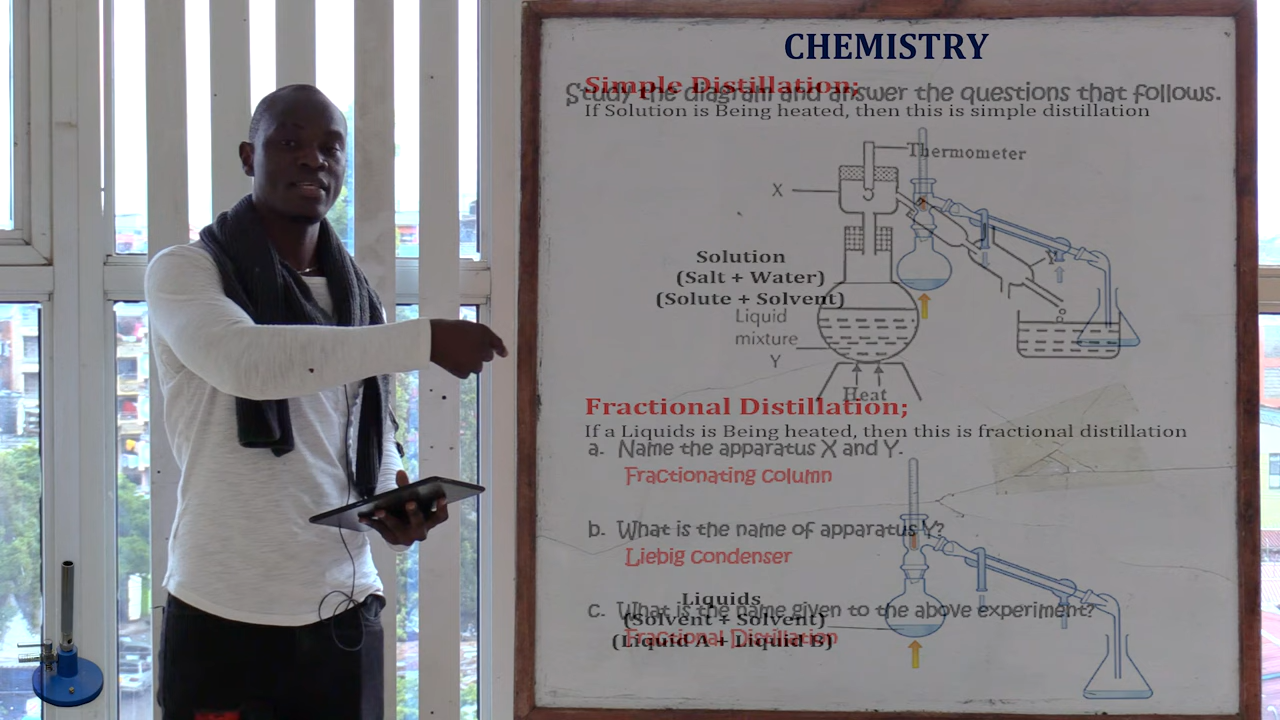 CHEMISTRY
Simple Distillation;
Study the diagram and answer the questions that follows.
If Solution is Being heated, then this is simple distillation
Thermometer
X
Solution
(Salt + Water)
(Solute + Solvent)
Liquid
mixture
Y
Heat
Fractional Distillation;
If a Liquids is Being heated, then this is fractional distillation
a. Name the apparatus X and Y.
Fractionating column
b. What is the name of apparatus Y?
Liebig condenser
Liquids
c. What is the name given to the above experiment?
(Solvent + Solvent)
Fractional Distillation
(Liquid A + Liquid B)